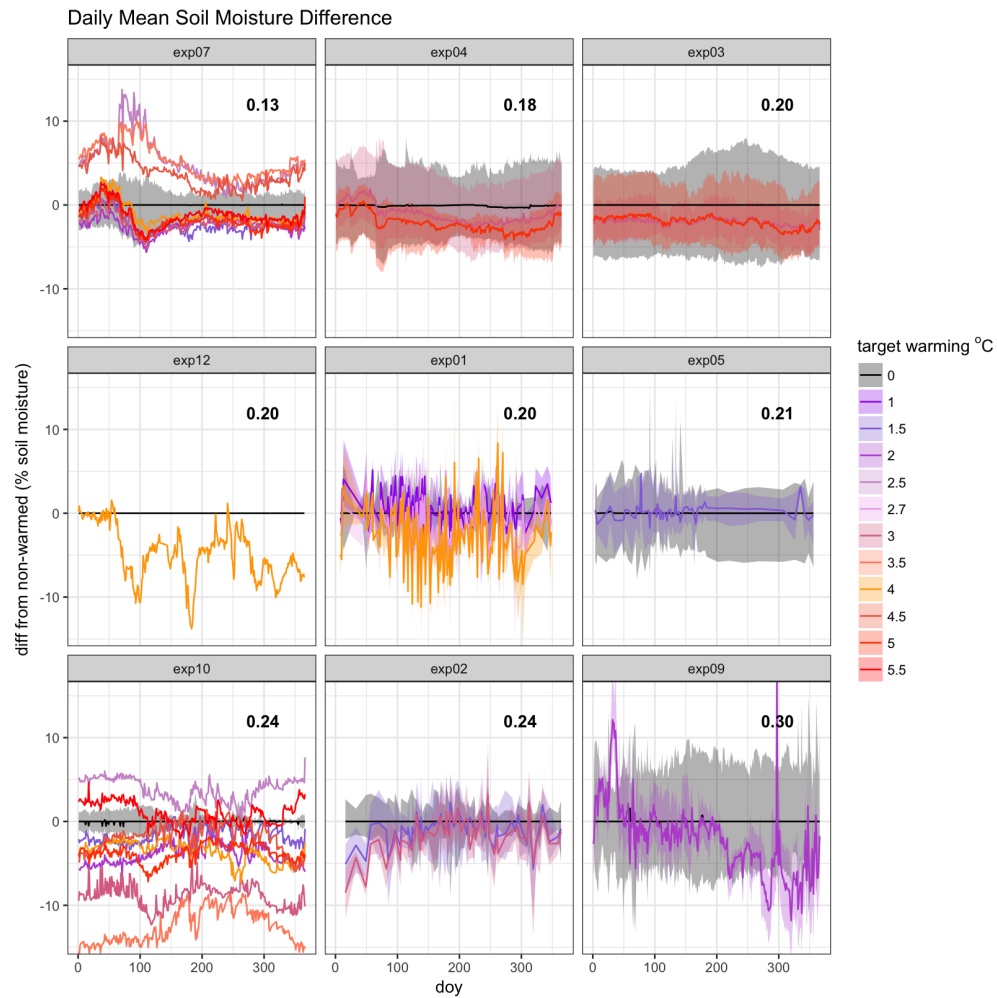 Daily Mean Soil Moisture Difference
exp07 exp04 exp03
0.13 0.18 0.20
10
0
-10
exp12 exp01 exp05
0.20 0.20 0.21
10
0
-10
exp10 exp02 exp09
0.24 0.24 0.30
10
0
-10
0 100 200 300 0 100 200 300 0 100 200 300
doy
diff from non-warmed (% soil moisture)
target warming °C
0
1
1.5
2
2.5
2.7
3
3.5
4
4.5
5
5.5